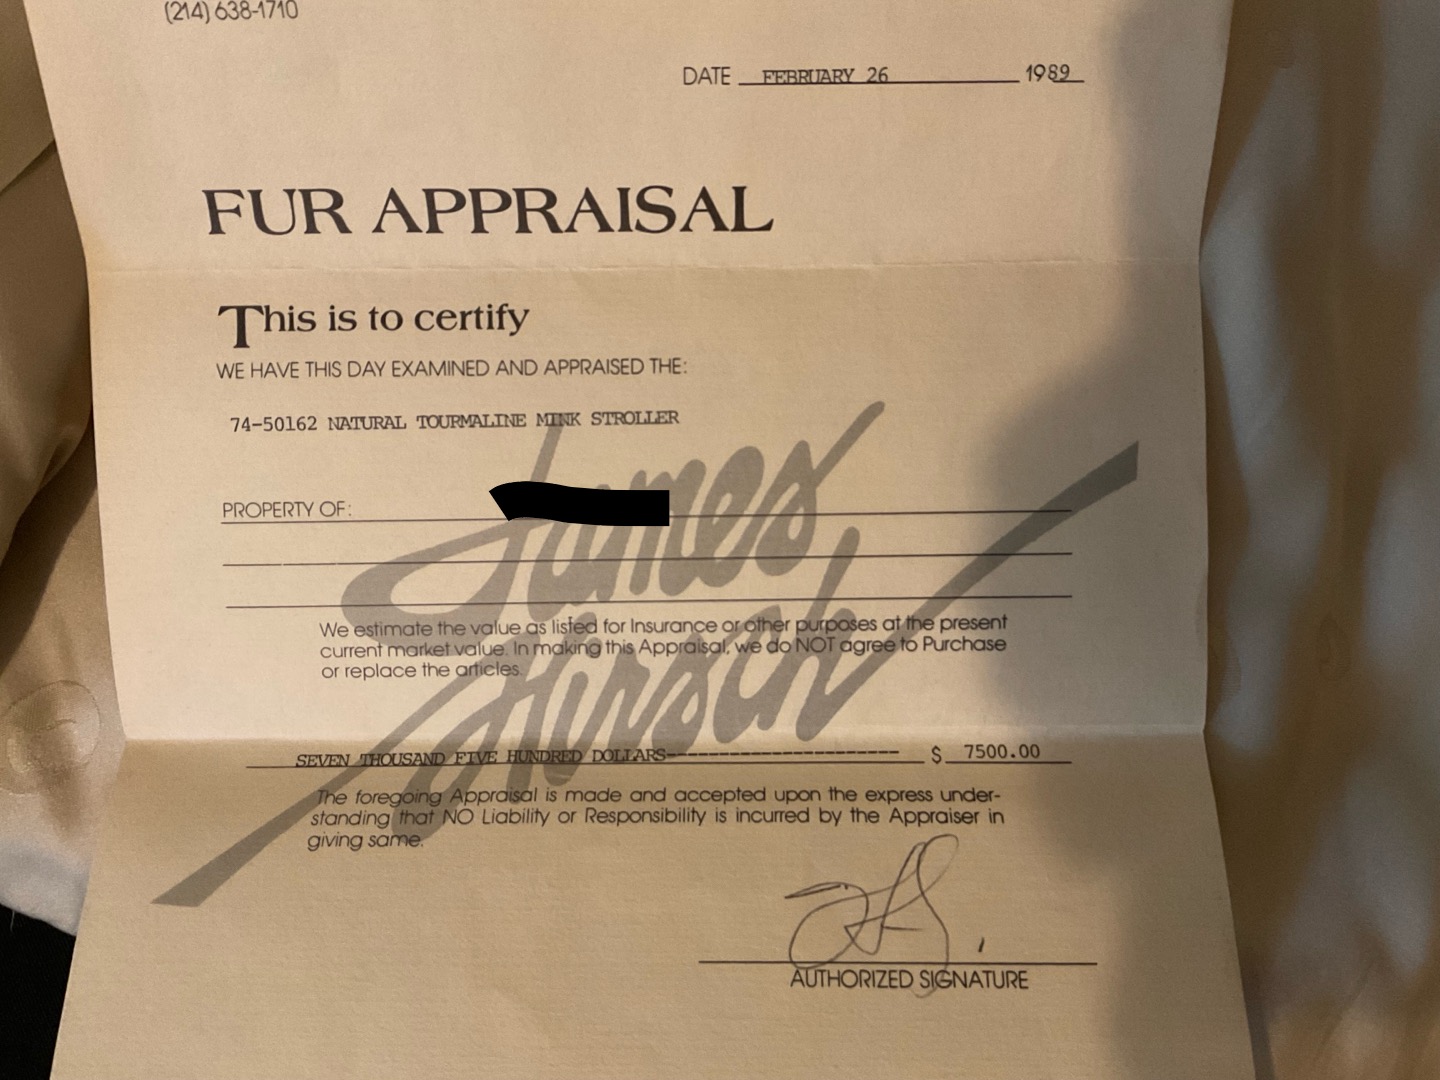 (214) 638-1710
DATE FEBRUARY 26 1989
FUR APPRAISAL
This is to certify
WE HAVE THIS DAY EXAMINED AND APPRAISED THE:
74-50162 NATURAL TOURMALINE MINK STROLLER
PROPERTY OF:
James
Hirsch
We estimate the value as listed for Insurance or other purposes at the present
current market value. In making this Appraisal, we do NOT agree to Purchase
or replace the articles.
SEVEN THOUSAND FIVE HUNDRED DOLLARS------------------------ $ 7500.00
The foregoing Appraisal is made and accepted upon the express under-
standing that NO Liability or Responsibility is incurred by the Appraiser in
giving same.
AUTHORIZED SIGNATURE